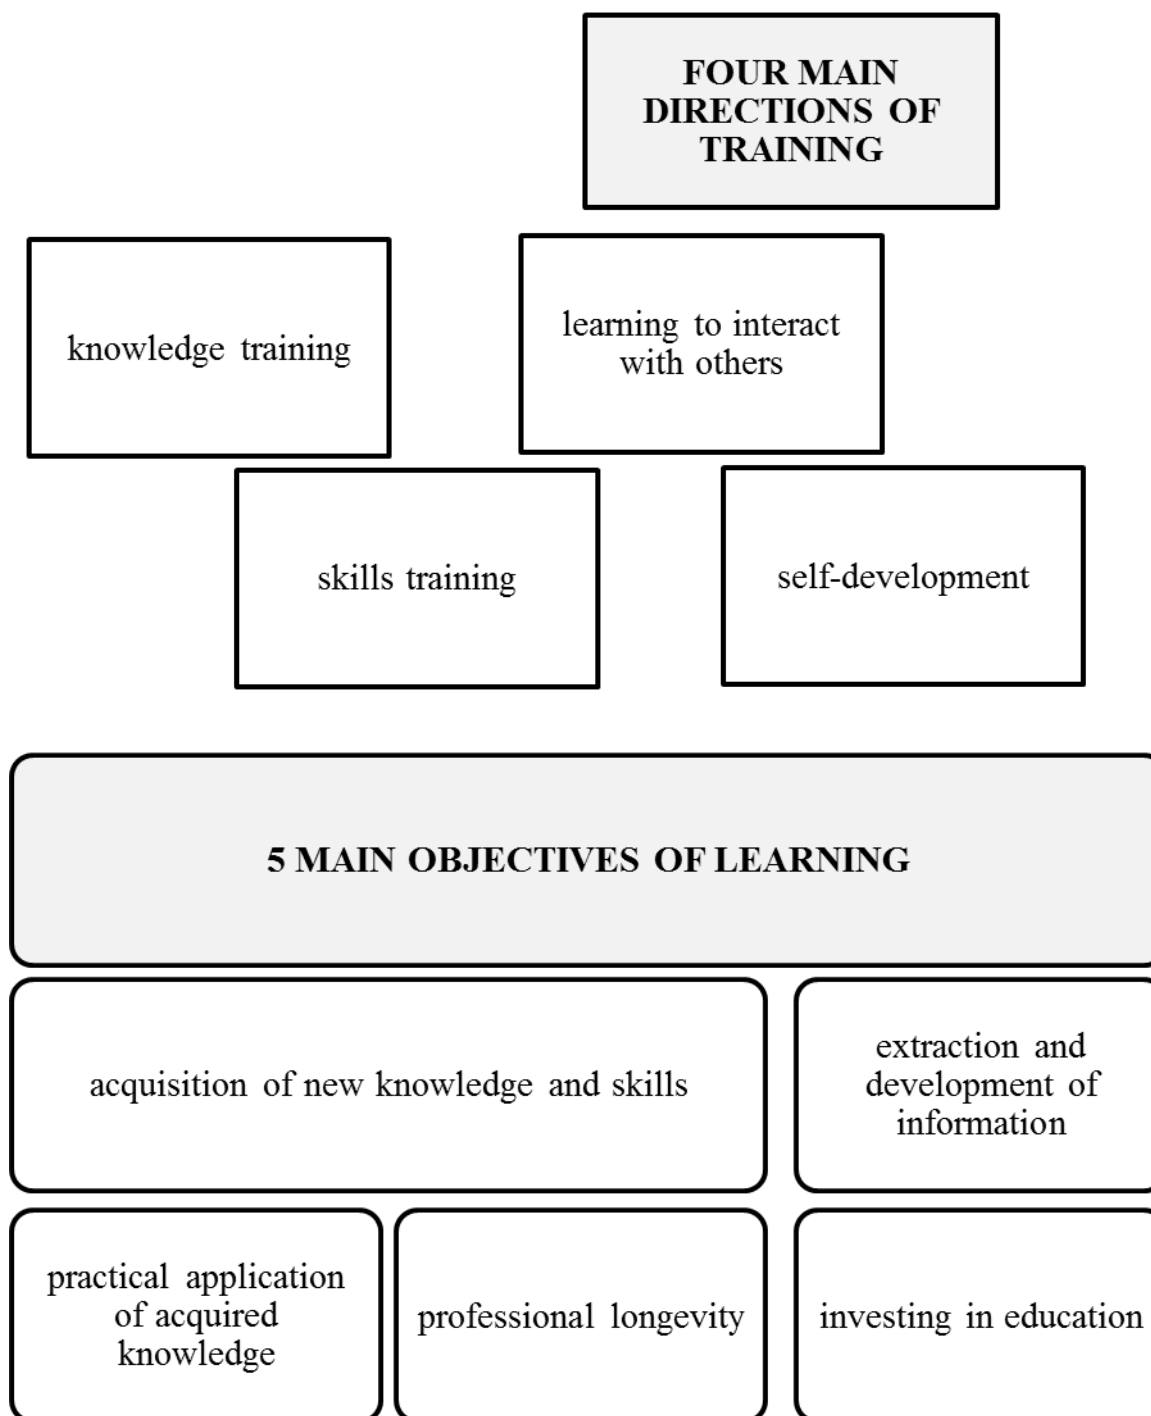 FOUR MAIN
DIRECTIONS OF
TRAINING
knowledge training
learning to interact
with others
skills training
self-development
5 MAIN OBJECTIVES OF LEARNING
acquisition of new knowledge and skills
extraction and
development of
information
practical application
of acquired
knowledge
professional longevity
investing in education